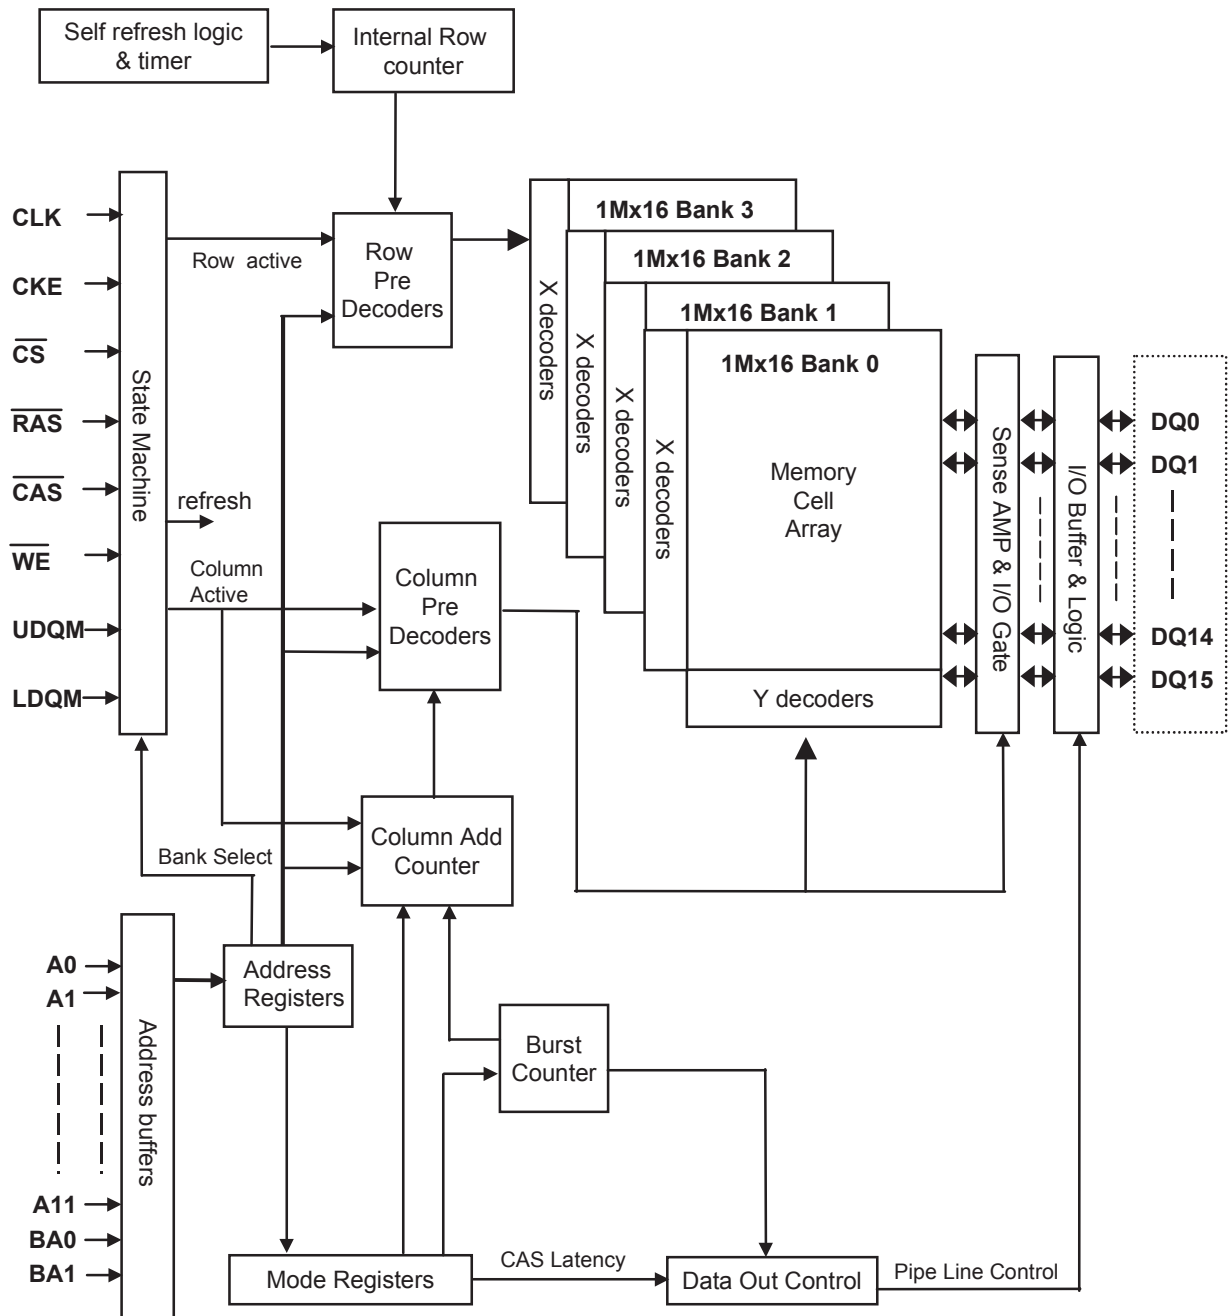 Self refresh logic
& timer
Internal Row
counter
CLK
CKE
CS
RAS
CAS
WE
UDQM
LDQM
State Machine
Row active
refresh
Column
Active
Bank Select
Row
Pre
Decoders
Column
Pre
Decoders
Column Add
Counter
1Mx16 Bank 3
1Mx16 Bank 2
1Mx16 Bank 1
1Mx16 Bank 0
X decoders
X decoders
X decoders
X decoders
Memory
Cell
Array
Y decoders
Sense AMP & I/O Gate
I/O Buffer & Logic
DQ0
DQ1
DQ14
DQ15
A0
A1
A11
BA0
BA1
Address buffers
Address
Registers
Burst
Counter
Mode Registers
CAS Latency
Data Out Control
Pipe Line Control